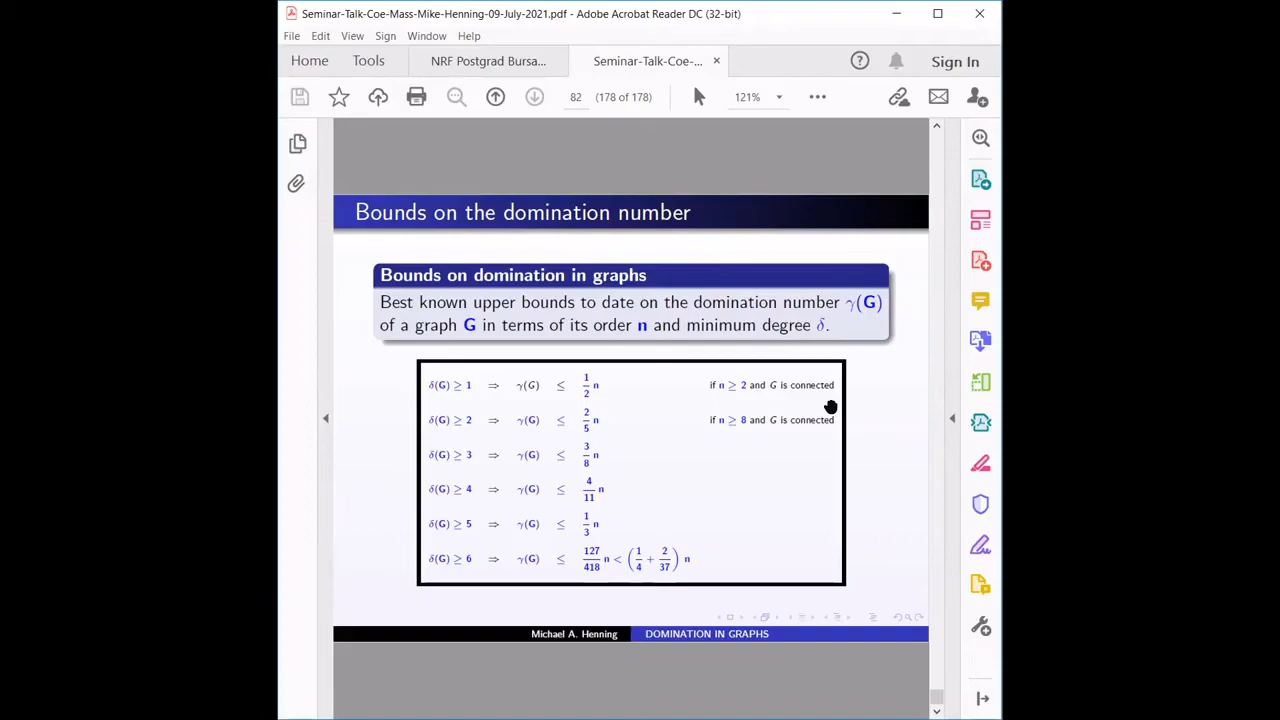 Seminar-Talk-Coe-Mass-Mike-Henning-09-July-2021.pdf - Adobe Acrobat Reader DC (32-bit)
File Edit View Sign Window Help
Home Tools NRF Postgrad Bursa... Seminar-Talk-Coe-... × Sign In
82 (178 of 178) 121%
Bounds on the domination number
Bounds on domination in graphs
Best known upper bounds to date on the domination number γ(G)
of a graph G in terms of its order n and minimum degree δ.
δ(G) ≥ 1 ⇒ γ(G) ≤ 1/2 n if n ≥ 2 and G is connected
δ(G) ≥ 2 ⇒ γ(G) ≤ 2/5 n if n ≥ 8 and G is connected
δ(G) ≥ 3 ⇒ γ(G) ≤ 3/8 n
δ(G) ≥ 4 ⇒ γ(G) ≤ 4/11 n
δ(G) ≥ 5 ⇒ γ(G) ≤ 1/3 n
δ(G) ≥ 6 ⇒ γ(G) ≤ 127/418 n < (1/4 + 2/37) n
Michael A. Henning DOMINATION IN GRAPHS